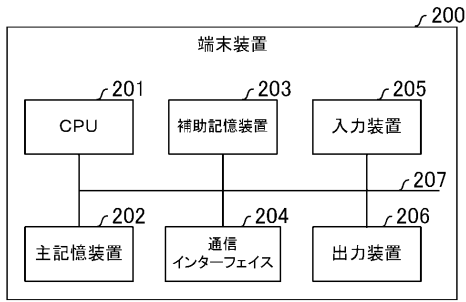 200
端末装置
201
203
205
CPU
補助記憶装置
入力装置
207
202
204
206
主記憶装置
通信
インターフェイス
出力装置